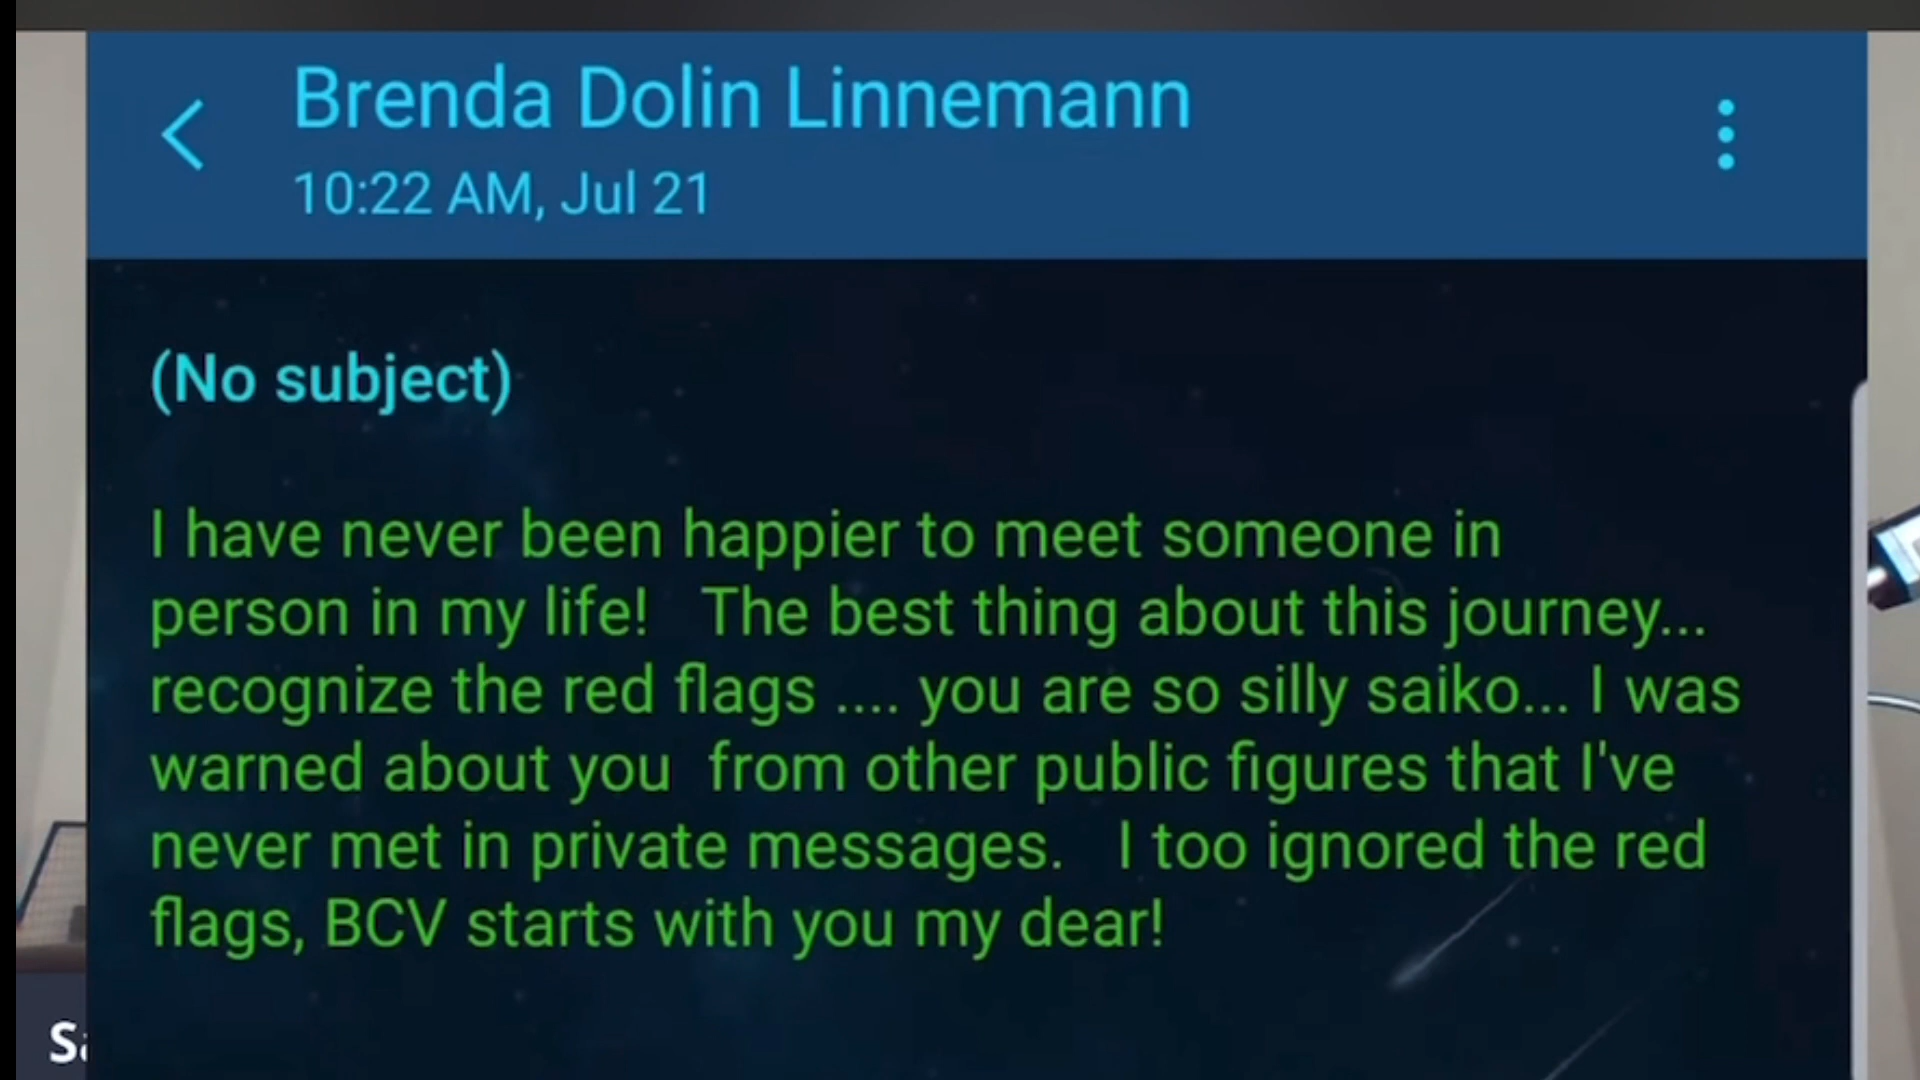 Brenda Dolin Linnemann
10:22 AM, Jul 21
(No subject)
I have never been happier to meet someone in
person in my life!   The best thing about this journey...
recognize the red flags .... you are so silly saiko... I was
warned about you  from other public figures that I've
never met in private messages.   I too ignored the red
flags, BCV starts with you my dear!